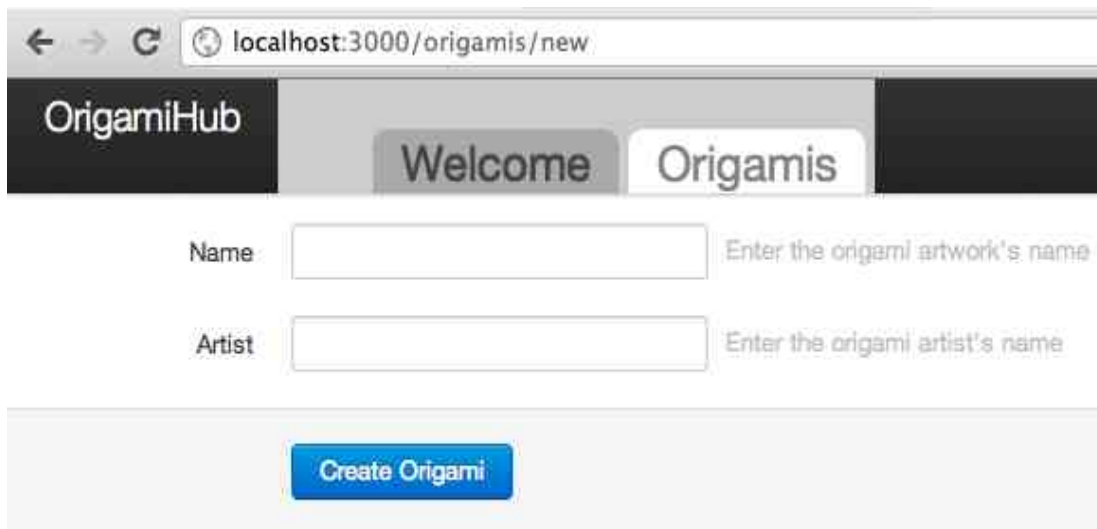 localhost:3000/origamis/new
OrigamiHub
Welcome Origamis
Name Enter the origami artwork's name
Artist Enter the origami artist's name
Create Origami